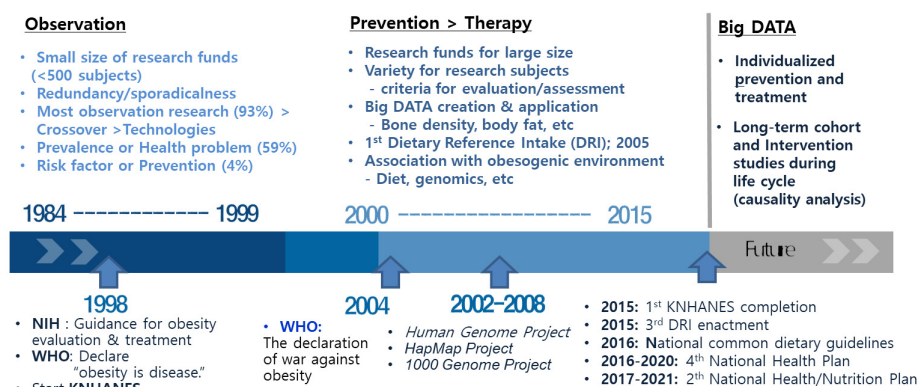 Observation
• Small size of research funds
(<500 subjects)
• Redundancy/sporadicalness
• Most observation research (93%) >
Crossover >Technologies
• Prevalence or Health problem (59%)
• Risk factor or Prevention (4%)
Prevention > Therapy
• Research funds for large size
• Variety for research subjects
- criteria for evaluation/assessment
• Big DATA creation & application
- Bone density, body fat, etc
• 1st Dietary Reference Intake (DRI); 2005
• Association with obesogenic environment
- Diet, genomics, etc
Big DATA
• Individualized
prevention and
treatment
• Long-term cohort
and Intervention
studies during
life cycle
(causality analysis)
1984 ------------- 1999
2000 ------------------ 2015
Future
1998
• NIH : Guidance for obesity
evaluation & treatment
• WHO: Declare
"obesity is disease."
• Start KNHANES
2004
• WHO:
The declaration
of war against
obesity
2002-2008
• Human Genome Project
• HapMap Project
• 1000 Genome Project
• 2015: 1st KNHANES completion
• 2015: 3rd DRI enactment
• 2016: National common dietary guidelines
• 2016-2020: 4th National Health Plan
• 2017-2021: 2th National Health/Nutrition Plan